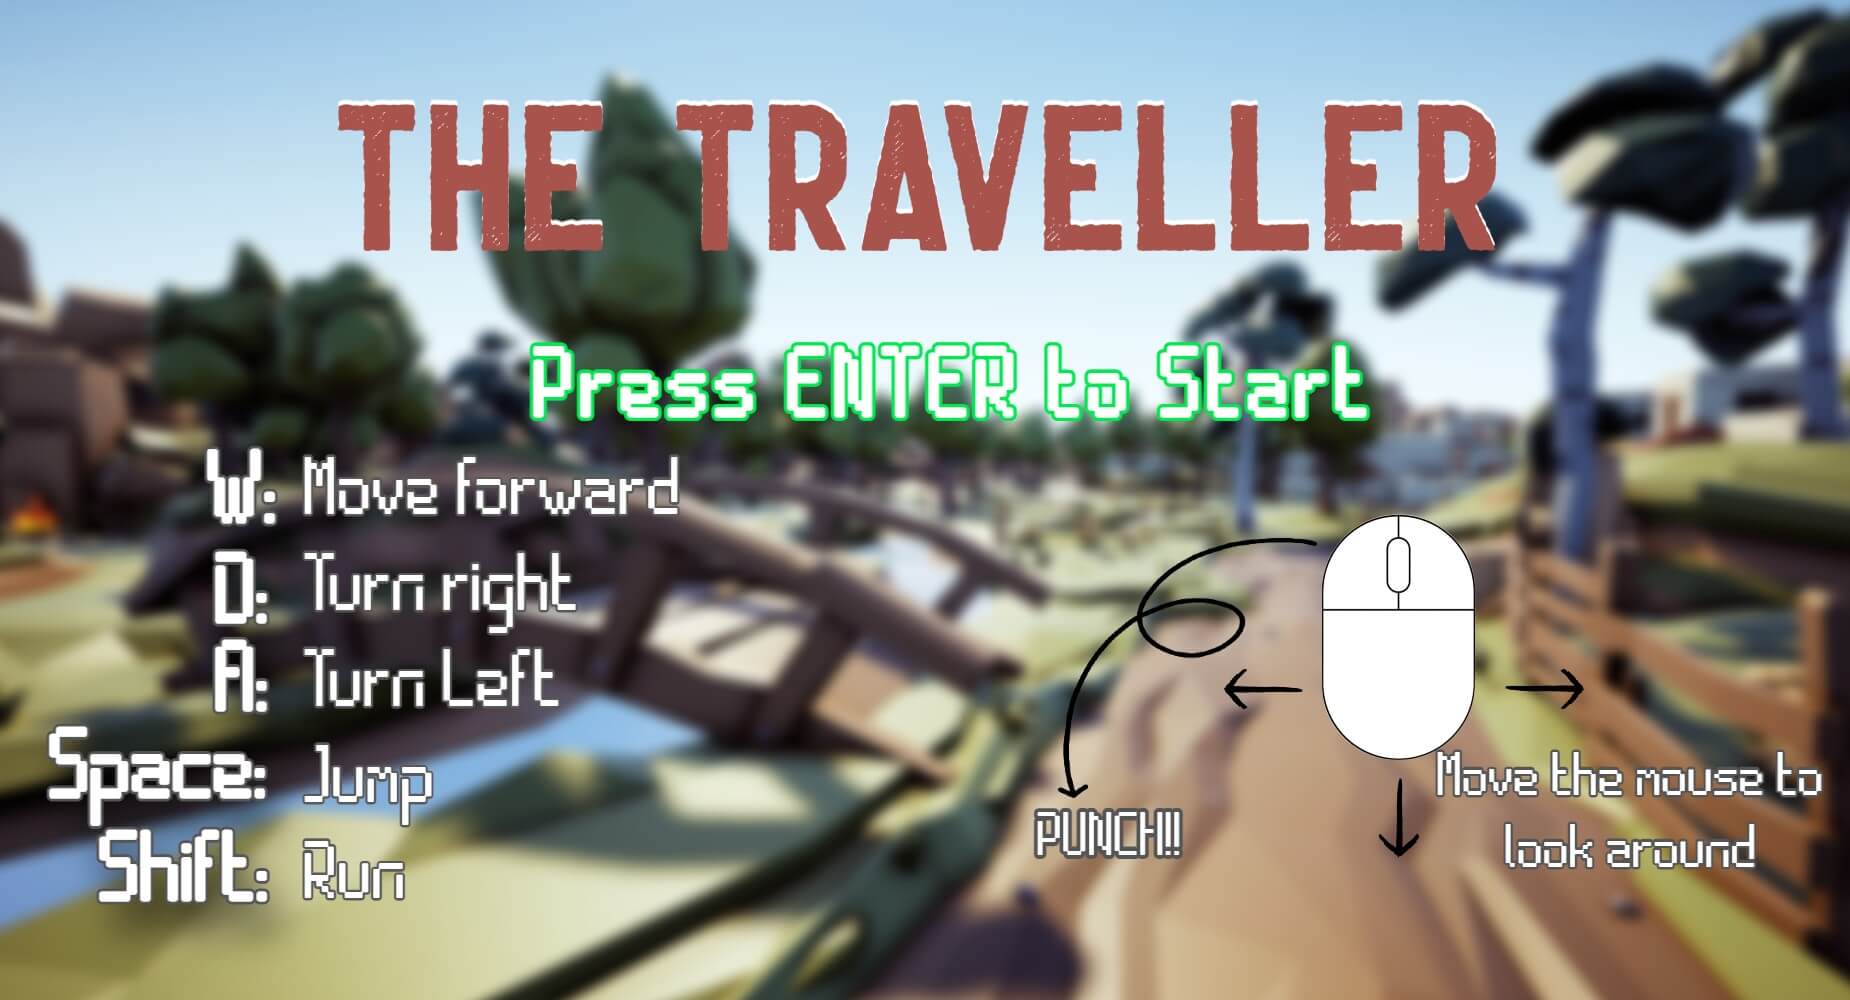 THE TRAVELLER
Press ENTER to Start
W: Move forward
D: Turn right
A: Turn Left
Space: Jump
Shift: Run
PUNCH!!
Move the mouse to
look around